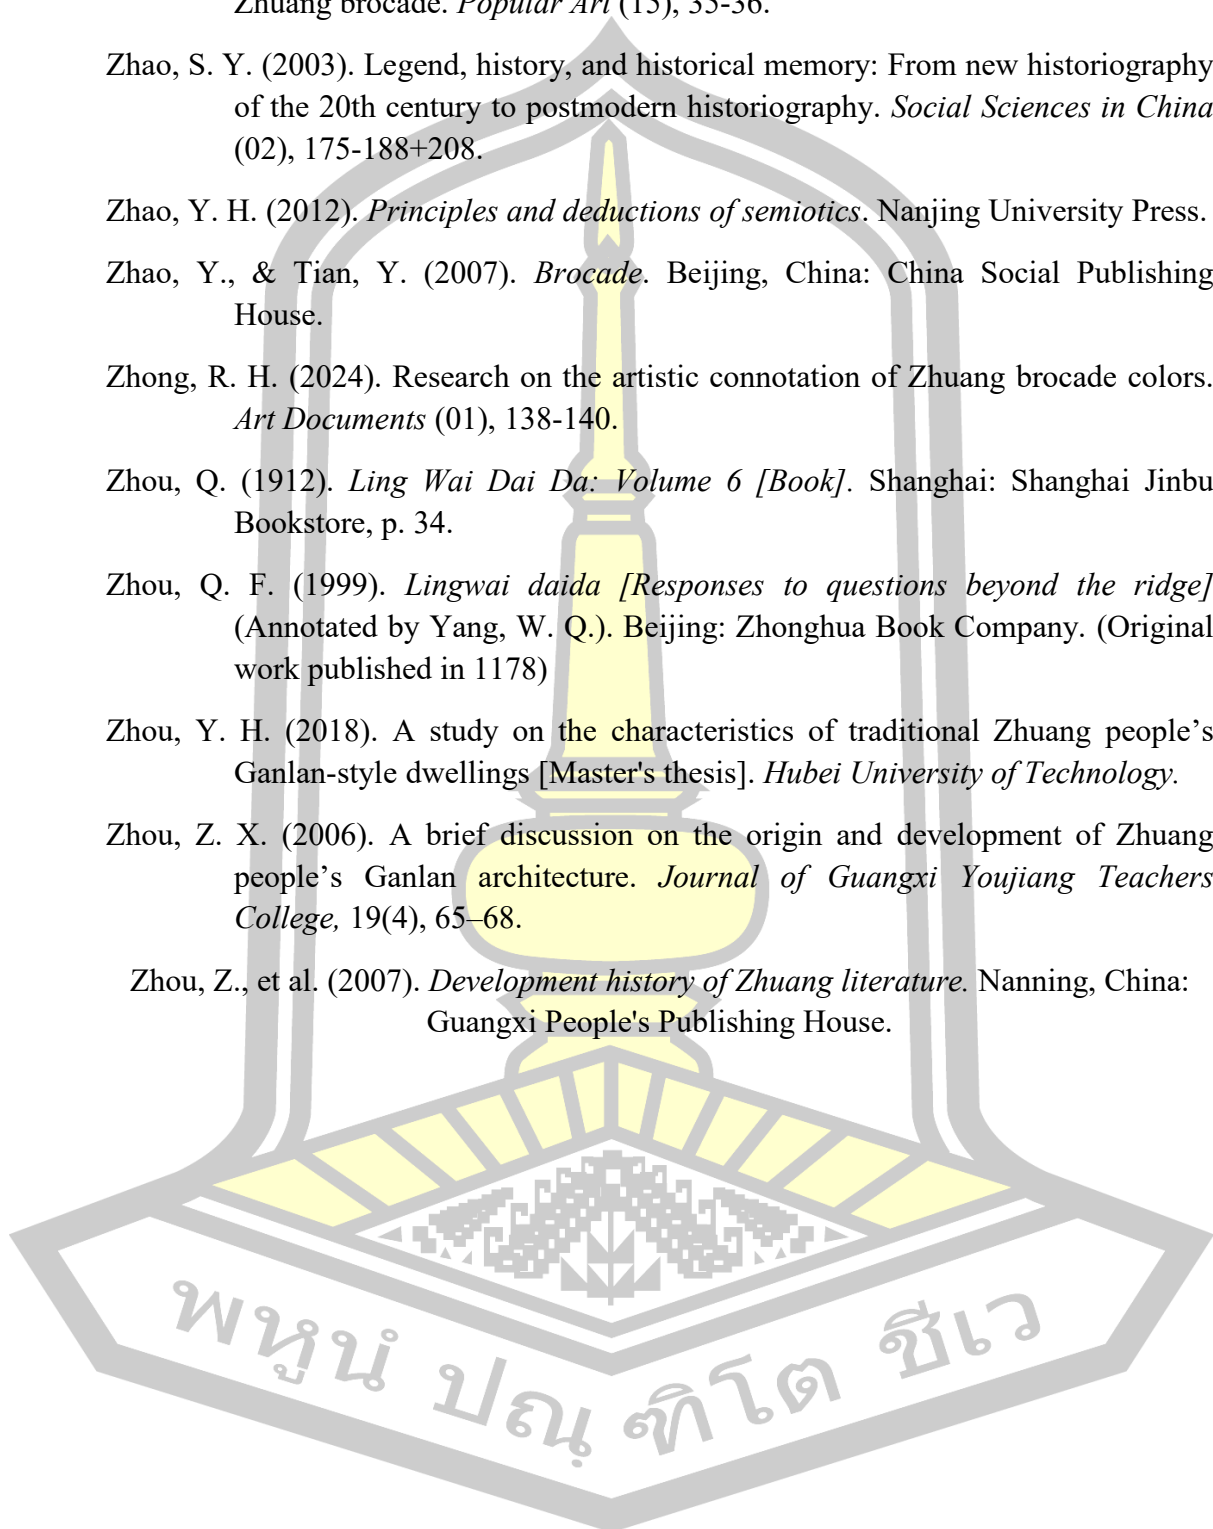 Zhuang brocade. Popular Art (15), 35-36.
Zhao, S. Y. (2003). Legend, history, and historical memory: From new historiography
of the 20th century to postmodern historiography. Social Sciences in China
(02), 175-188+208.
Zhao, Y. H. (2012). Principles and deductions of semiotics. Nanjing University Press.
Zhao, Y., & Tian, Y. (2007). Brocade. Beijing, China: China Social Publishing
House.
Zhong, R. H. (2024). Research on the artistic connotation of Zhuang brocade colors.
Art Documents (01), 138-140.
Zhou, Q. (1912). Ling Wai Dai Da: Volume 6 [Book]. Shanghai: Shanghai Jinbu
Bookstore, p. 34.
Zhou, Q. F. (1999). Lingwai daida [Responses to questions beyond the ridge]
(Annotated by Yang, W. Q.). Beijing: Zhonghua Book Company. (Original
work published in 1178)
Zhou, Y. H. (2018). A study on the characteristics of traditional Zhuang people’s
Ganlan-style dwellings [Master's thesis]. Hubei University of Technology.
Zhou, Z. X. (2006). A brief discussion on the origin and development of Zhuang
people’s Ganlan architecture. Journal of Guangxi Youjiang Teachers
College, 19(4), 65–68.
Zhou, Z., et al. (2007). Development history of Zhuang literature. Nanning, China:
Guangxi People's Publishing House.
พหูนํ ปณฺฑิโต ชีเว